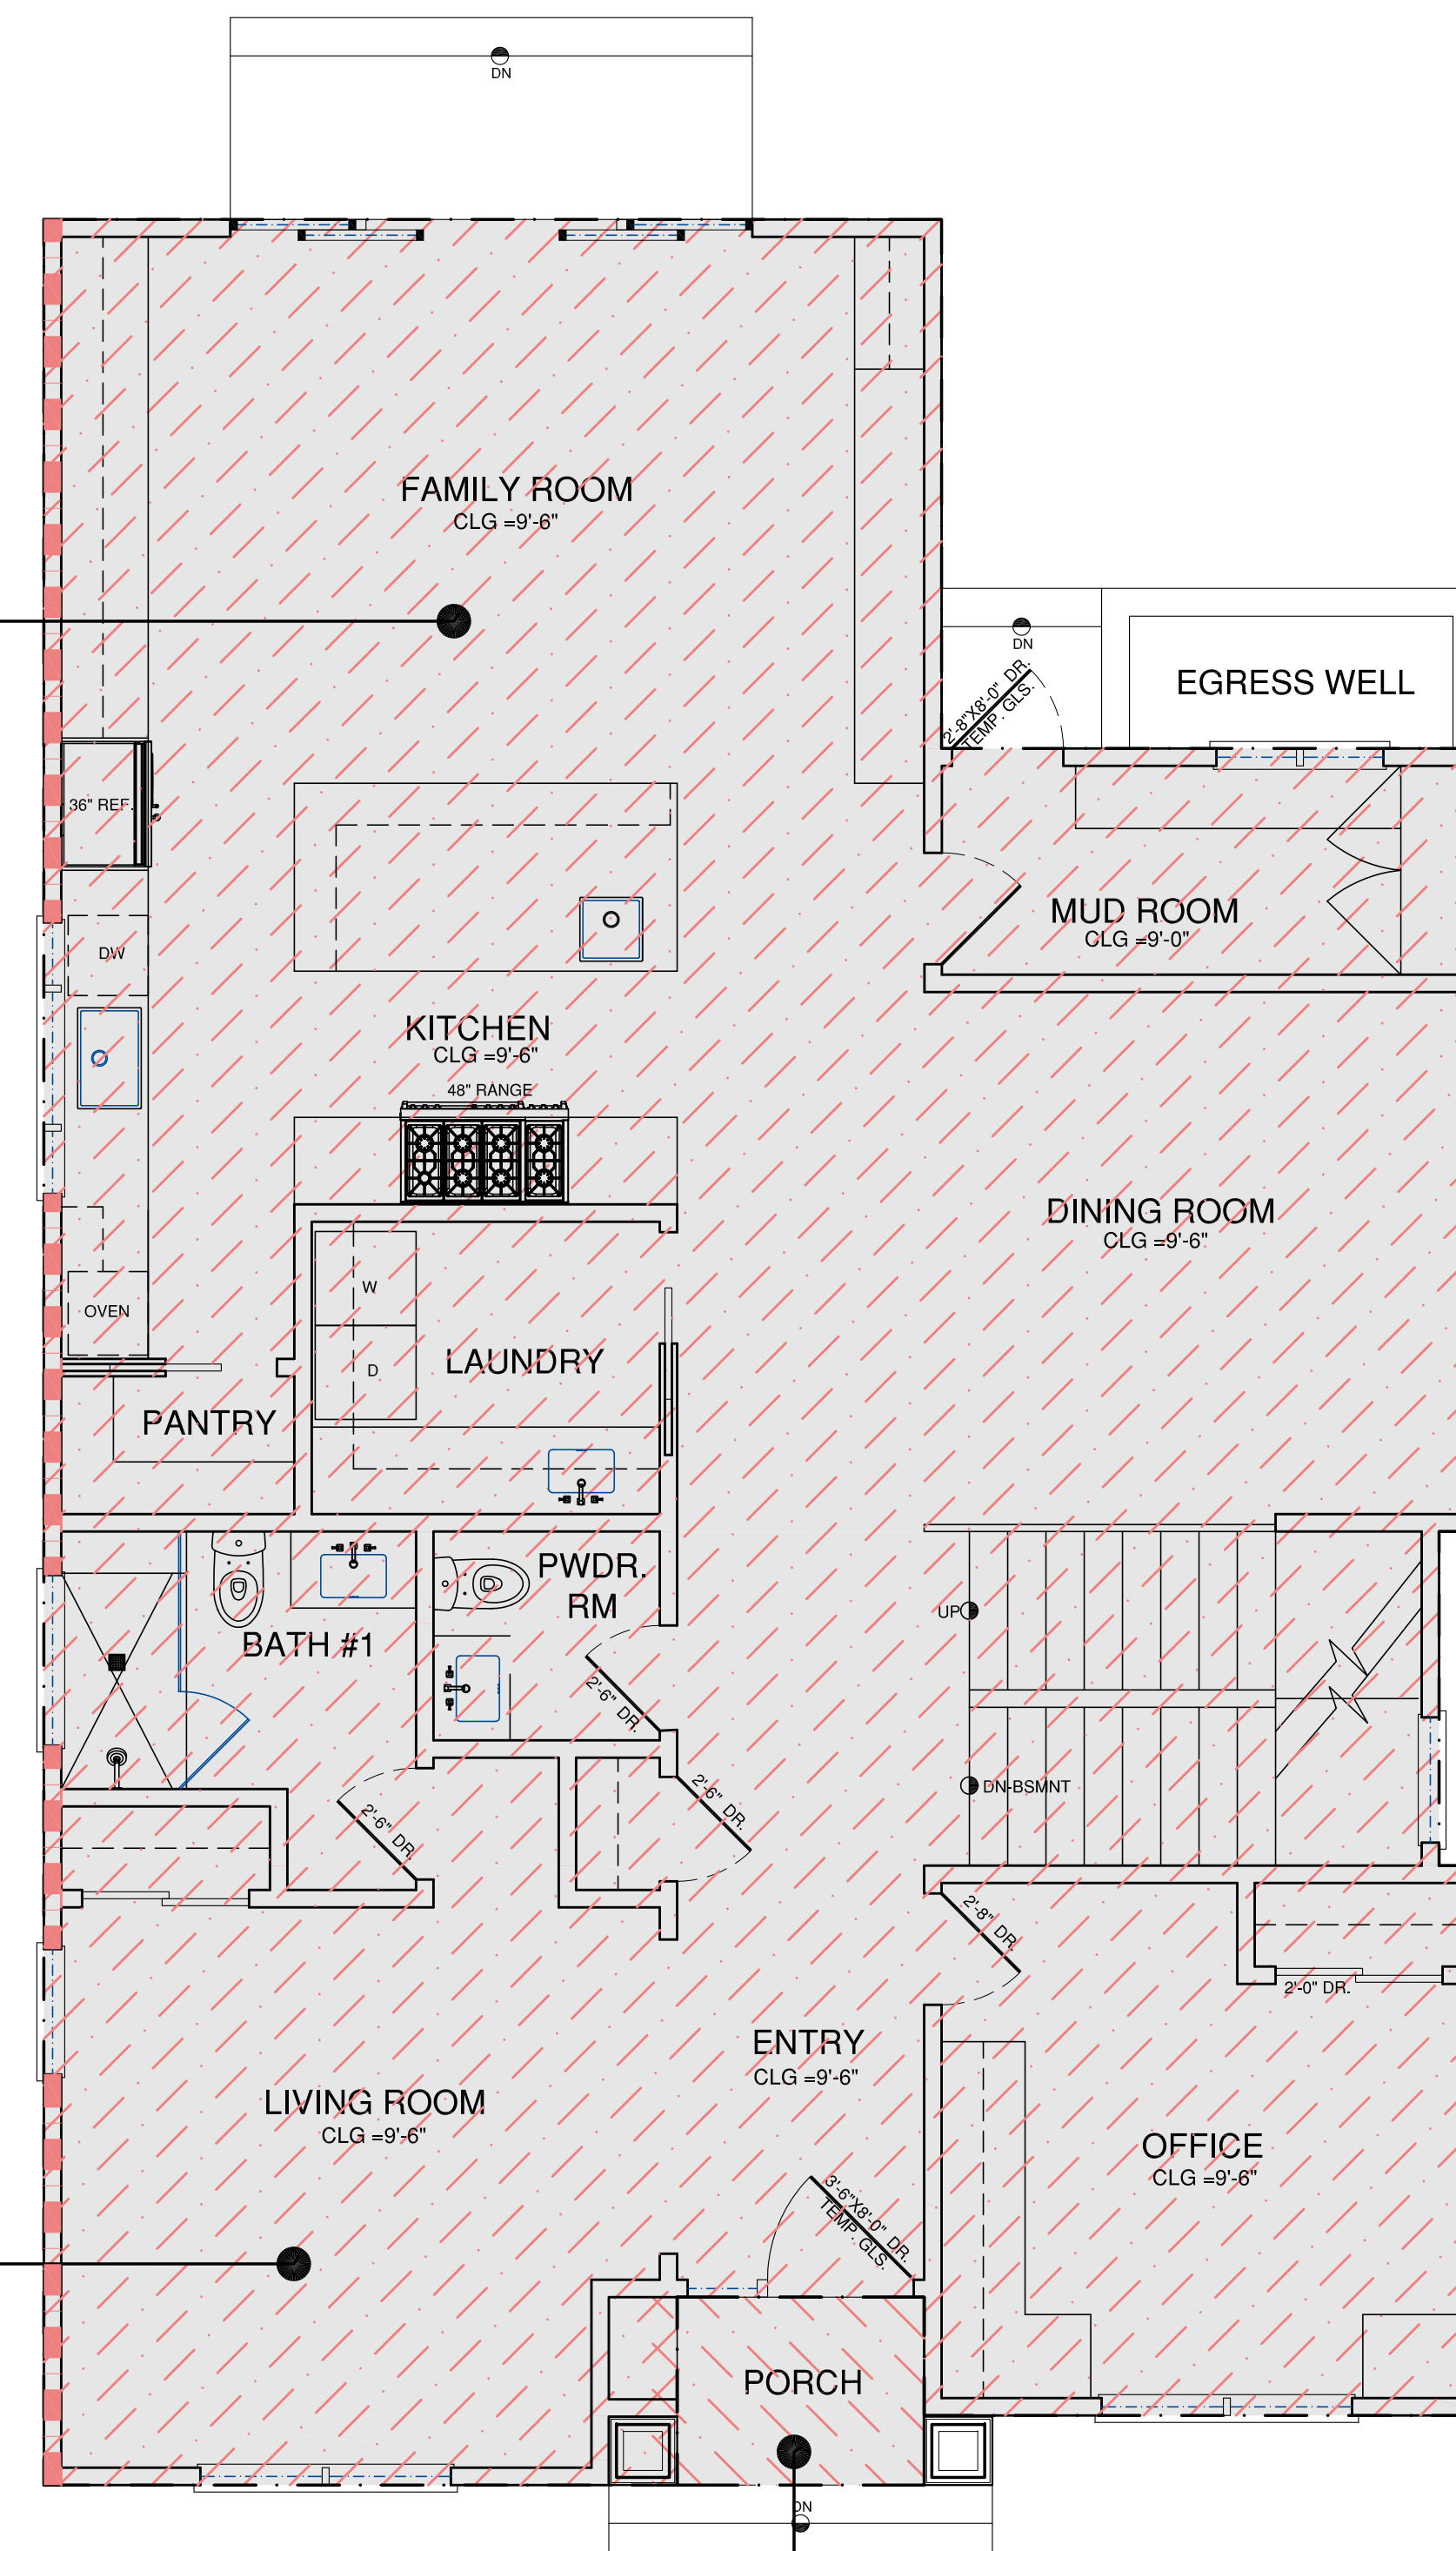 DN
FAMILY ROOM
CLG =9'-6"
DN
2'-8"X8'-0" DR.
TEMP. GLS.
EGRESS WELL
36" REF.
MUD ROOM
CLG =9'-0"
DW
KITCHEN
CLG =9'-6"
48" RANGE
DINING ROOM
CLG =9'-6"
W
OVEN
LAUNDRY
D
PANTRY
PWDR.
RM
UP
BATH #1
2'-6" DR.
DN-BSMNT
2'-6" DR.
2'-6" DR.
2'-8" DR.
2'-0" DR.
ENTRY
CLG =9'-6"
LIVING ROOM
CLG =9'-6"
OFFICE
CLG =9'-6"
3'-6"X8'-0" DR.
TEMP. GLS.
PORCH
DN